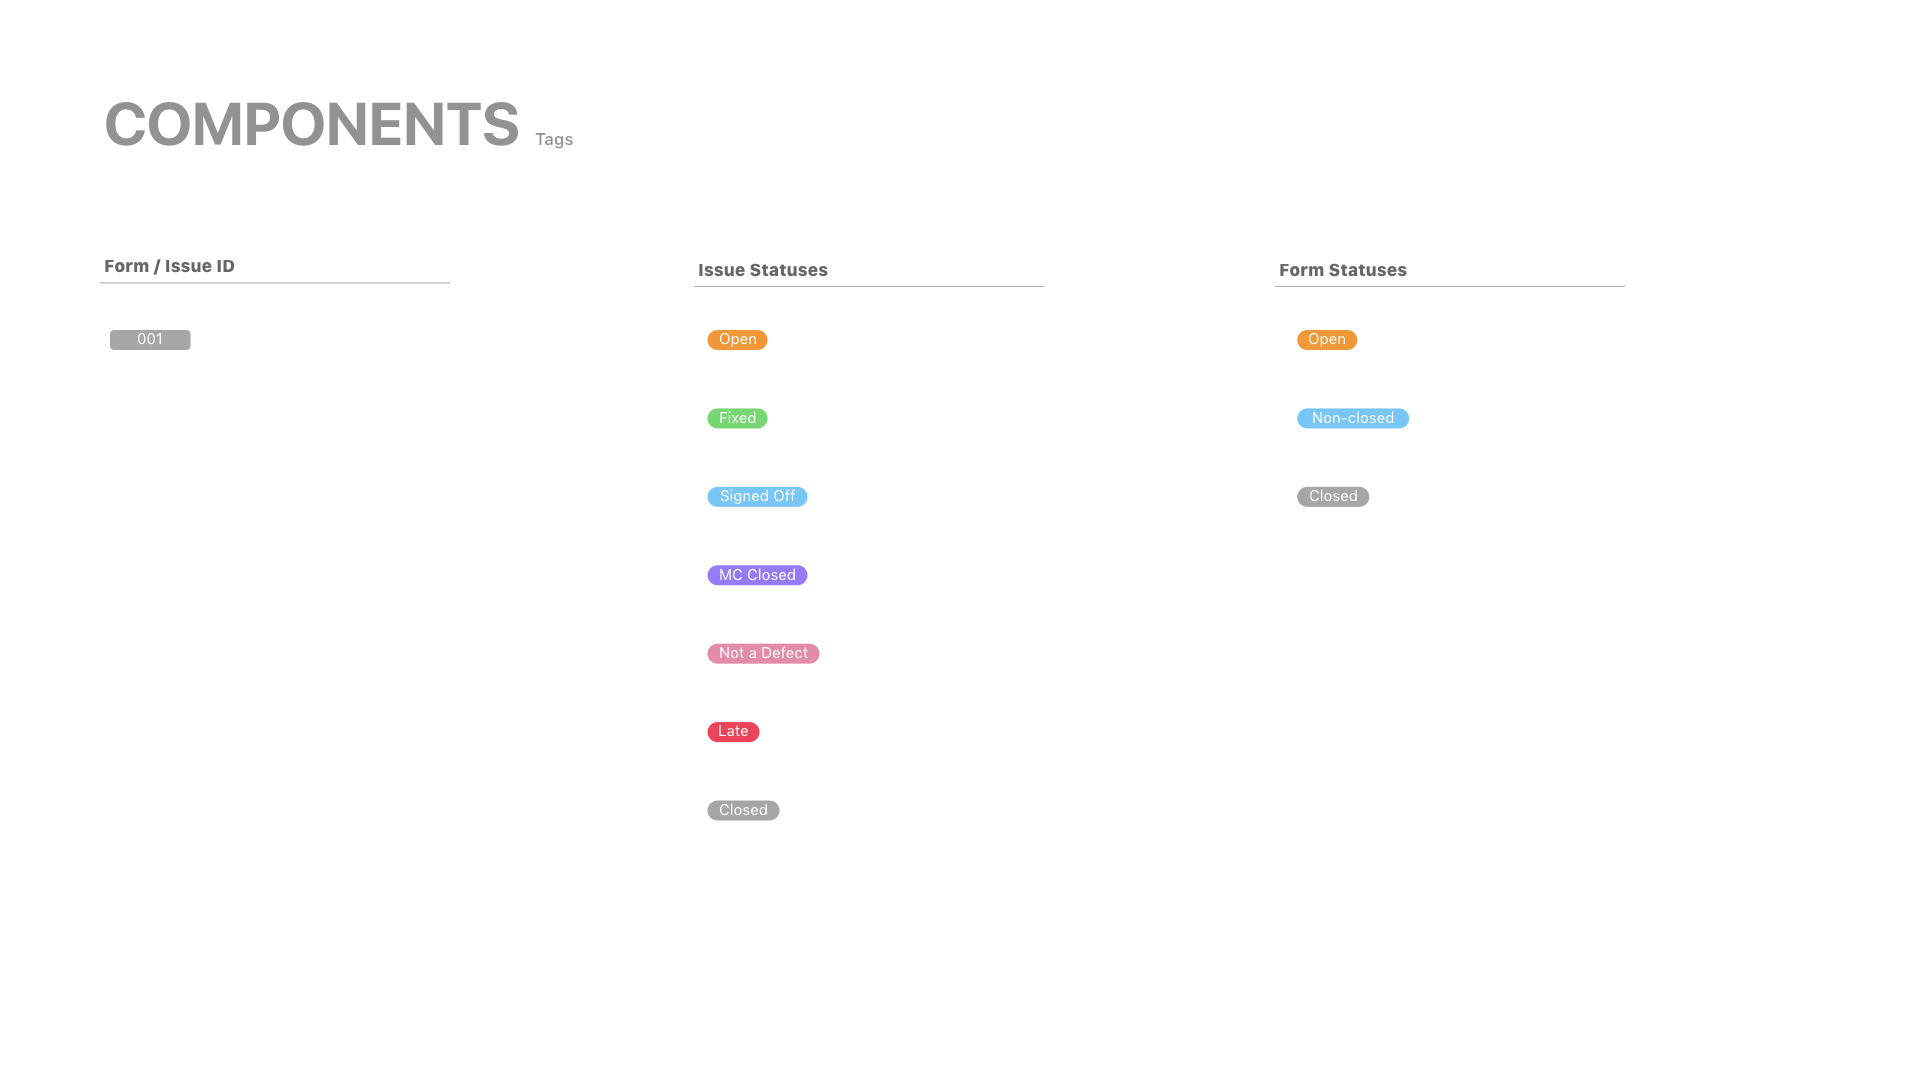 COMPONENTS Tags
Form / Issue ID
001
Issue Statuses
Open
Fixed
Signed Off
MC Closed
Not a Defect
Late
Closed
Form Statuses
Open
Non-closed
Closed